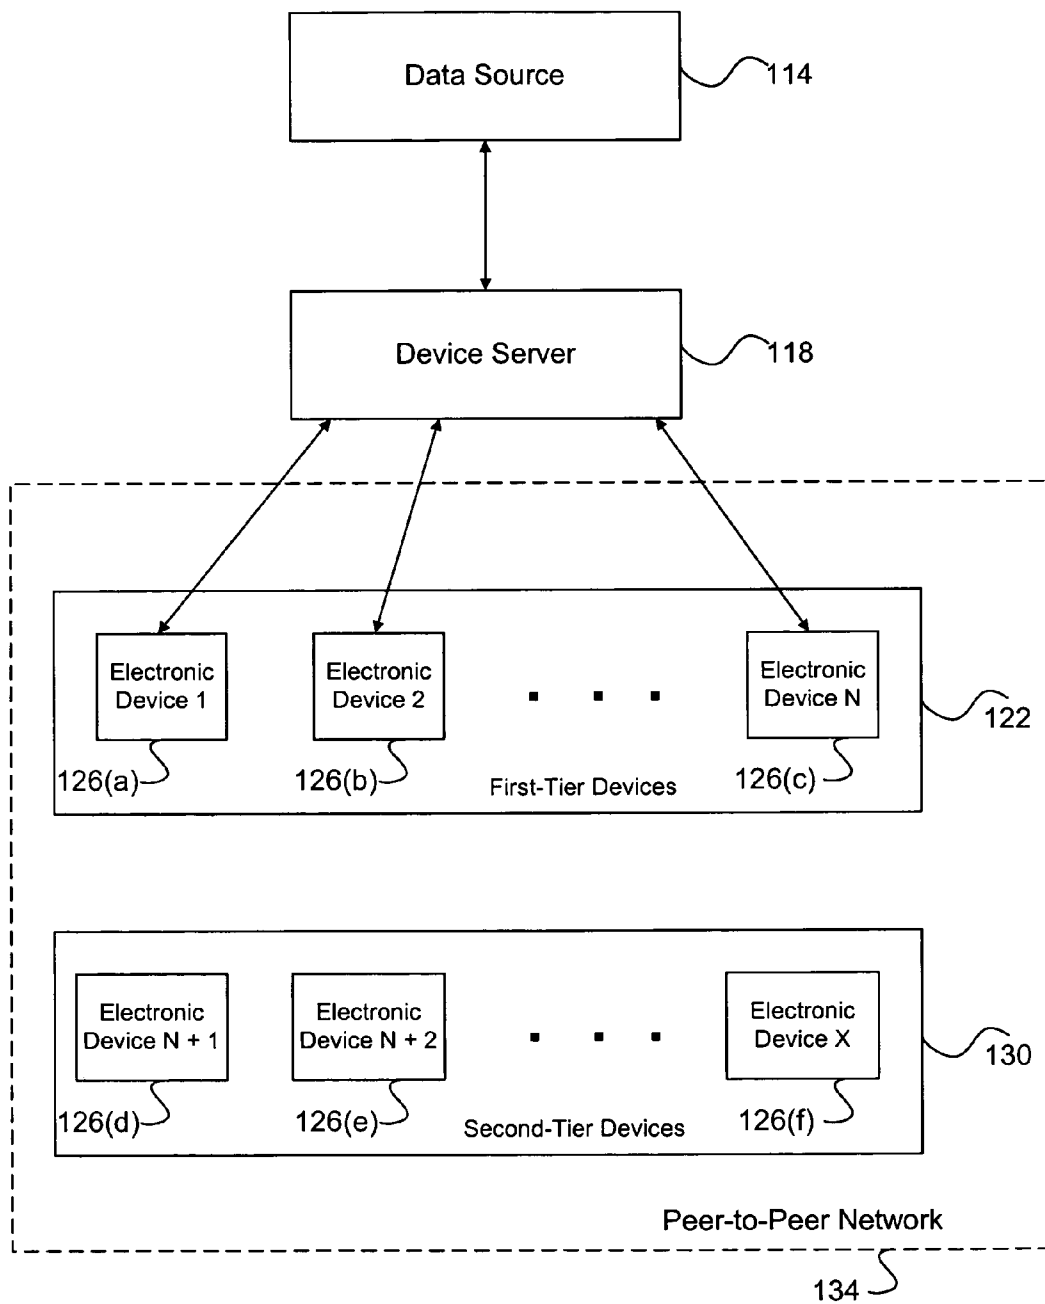 Data Source
114
Device Server
118
Electronic
Device 1
Electronic
Device 2
Electronic
Device N
122
126(a)
126(b)
First-Tier Devices
126(c)
Electronic
Device N + 1
Electronic
Device N + 2
Electronic
Device X
130
126(d)
126(e)
Second-Tier Devices
126(f)
Peer-to-Peer Network
134